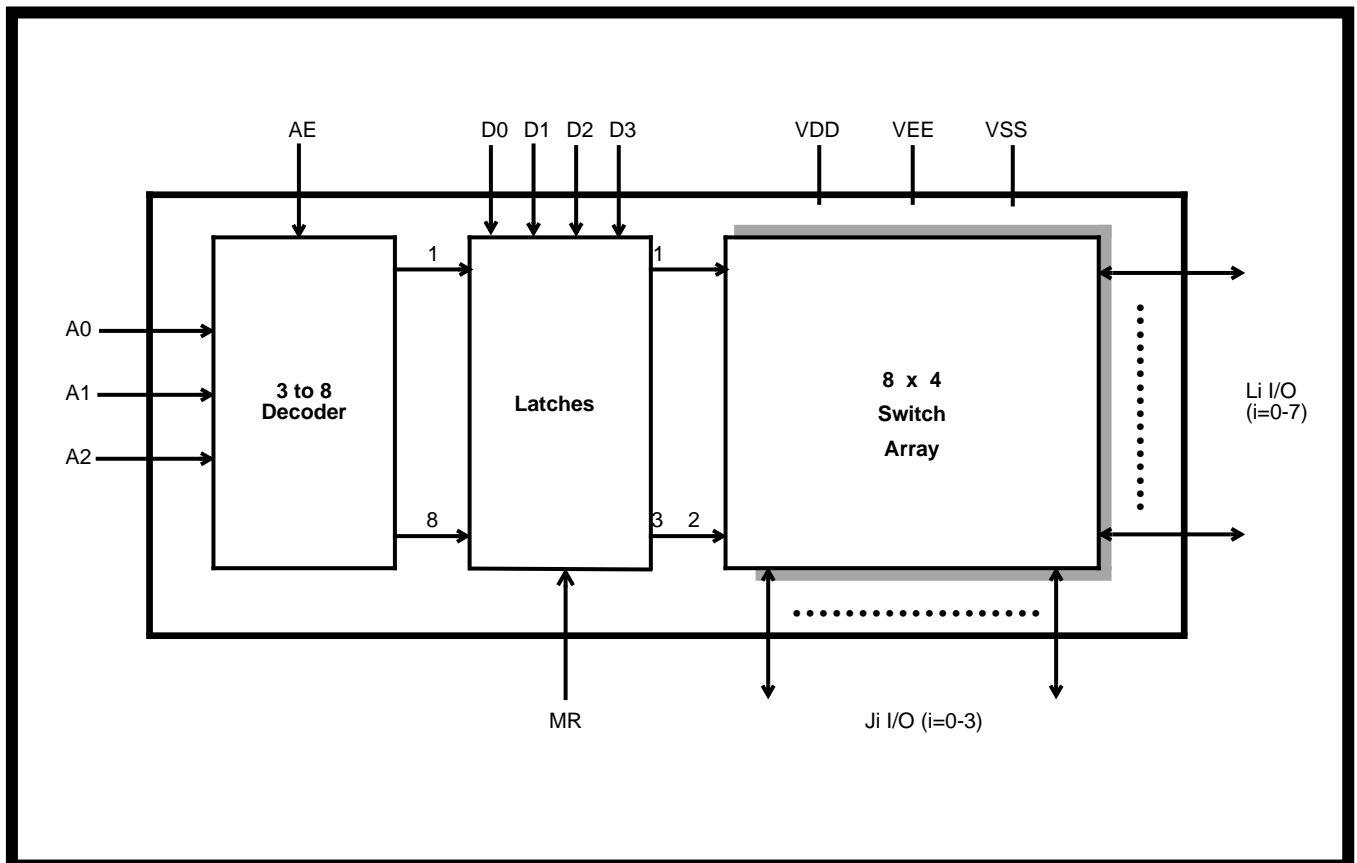 AE D0 D1 D2 D3 VDD VEE VSS
1 1
A0
A1
A2
3 to 8
Decoder
Latches
8 x 4
Switch
Array
Li I/O
(i=0-7)
8 3 2
MR
Ji I/O (i=0-3)